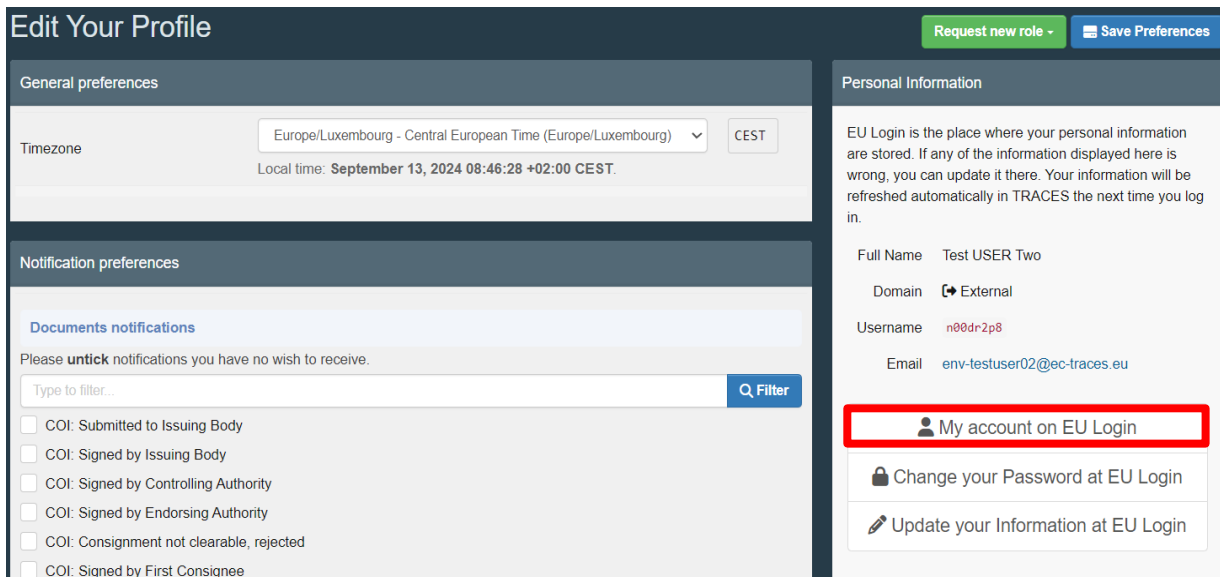 Edit Your Profile
Request new role
Save Preferences
General preferences
Timezone
Europe/Luxembourg - Central European Time (Europe/Luxembourg)
CEST
Local time: September 13, 2024 08:46:28 +02:00 CEST.
Notification preferences
Documents notifications
Please untick notifications you have no wish to receive.
Type to filter...
Filter
COI: Submitted to Issuing Body
COI: Signed by Issuing Body
COI: Signed by Controlling Authority
COI: Signed by Endorsing Authority
COI: Consignment not clearable, rejected
COI: Signed by First Consignee
Personal Information
EU Login is the place where your personal information
are stored. If any of the information displayed here is
wrong, you can update it there. Your information will be
refreshed automatically in TRACES the next time you log
in.
Full Name Test USER Two
Domain External
Username n00dr2p8
Email env-testuser02@ec-traces.eu
My account on EU Login
Change your Password at EU Login
Update your Information at EU Login